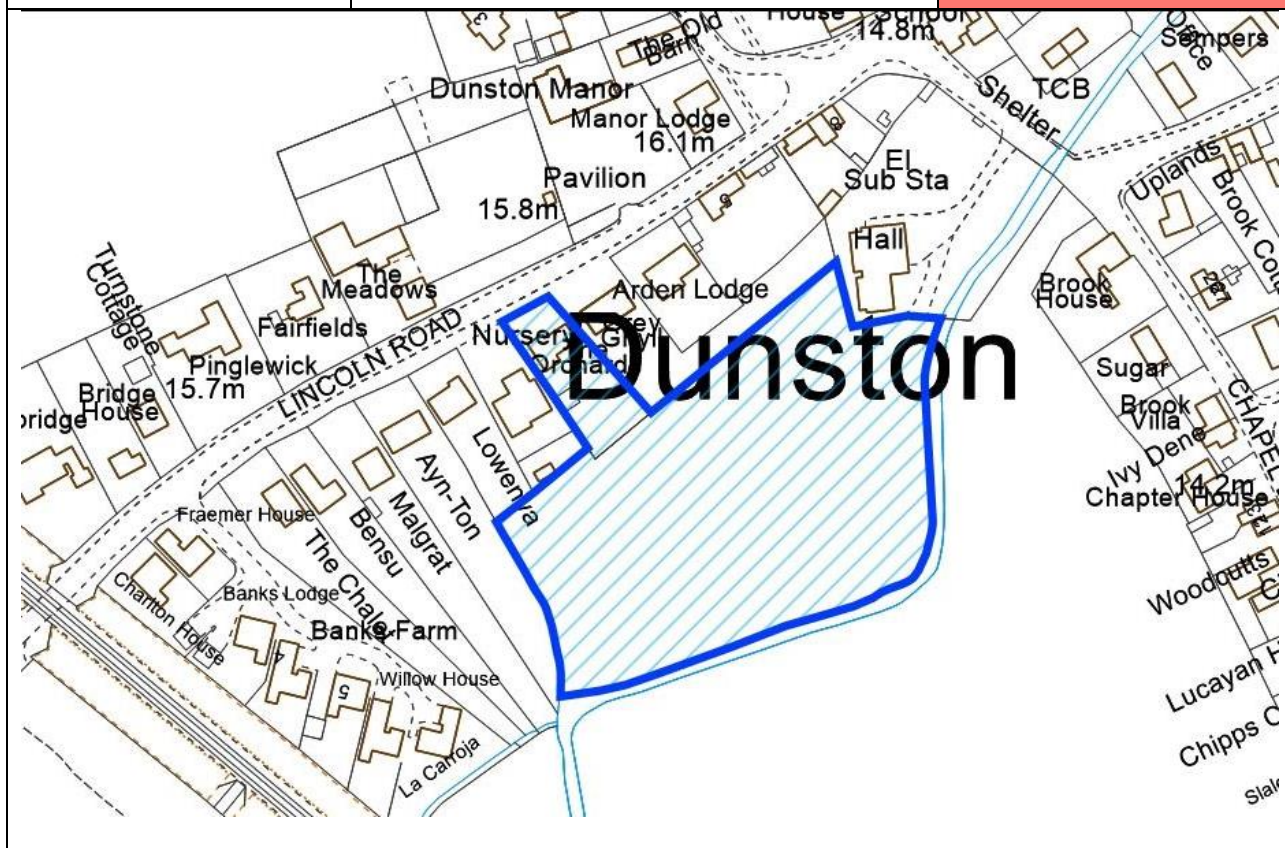 3
House
School
14.8m
The Old
Barn
Office
Sempers
Dunston Manor
TCB
Manor Lodge
16.1m
Shelter
Pavilion
El
Sub Sta
Uplands
15.8m
Hall
Brook
House
Turnstone
Cottage
The
Meadows
Arden Lodge
Fairfields
LINCOLN ROAD
Nursery
Orchard
Dunston
Pinglewick
15.7m
Bridge
House
Sugar
Brook
Villa
CHAPEL
Ivy Dene
14.2m
Chapter House
Lowenva
Ayn-Ton
Malgrat
Bensu
The Chalet
Fraemer House
Charlton House
Banks Lodge
Banks Farm
4
5
Willow House
La Carroja
Woodcutts
Lucayan H
Chipps C